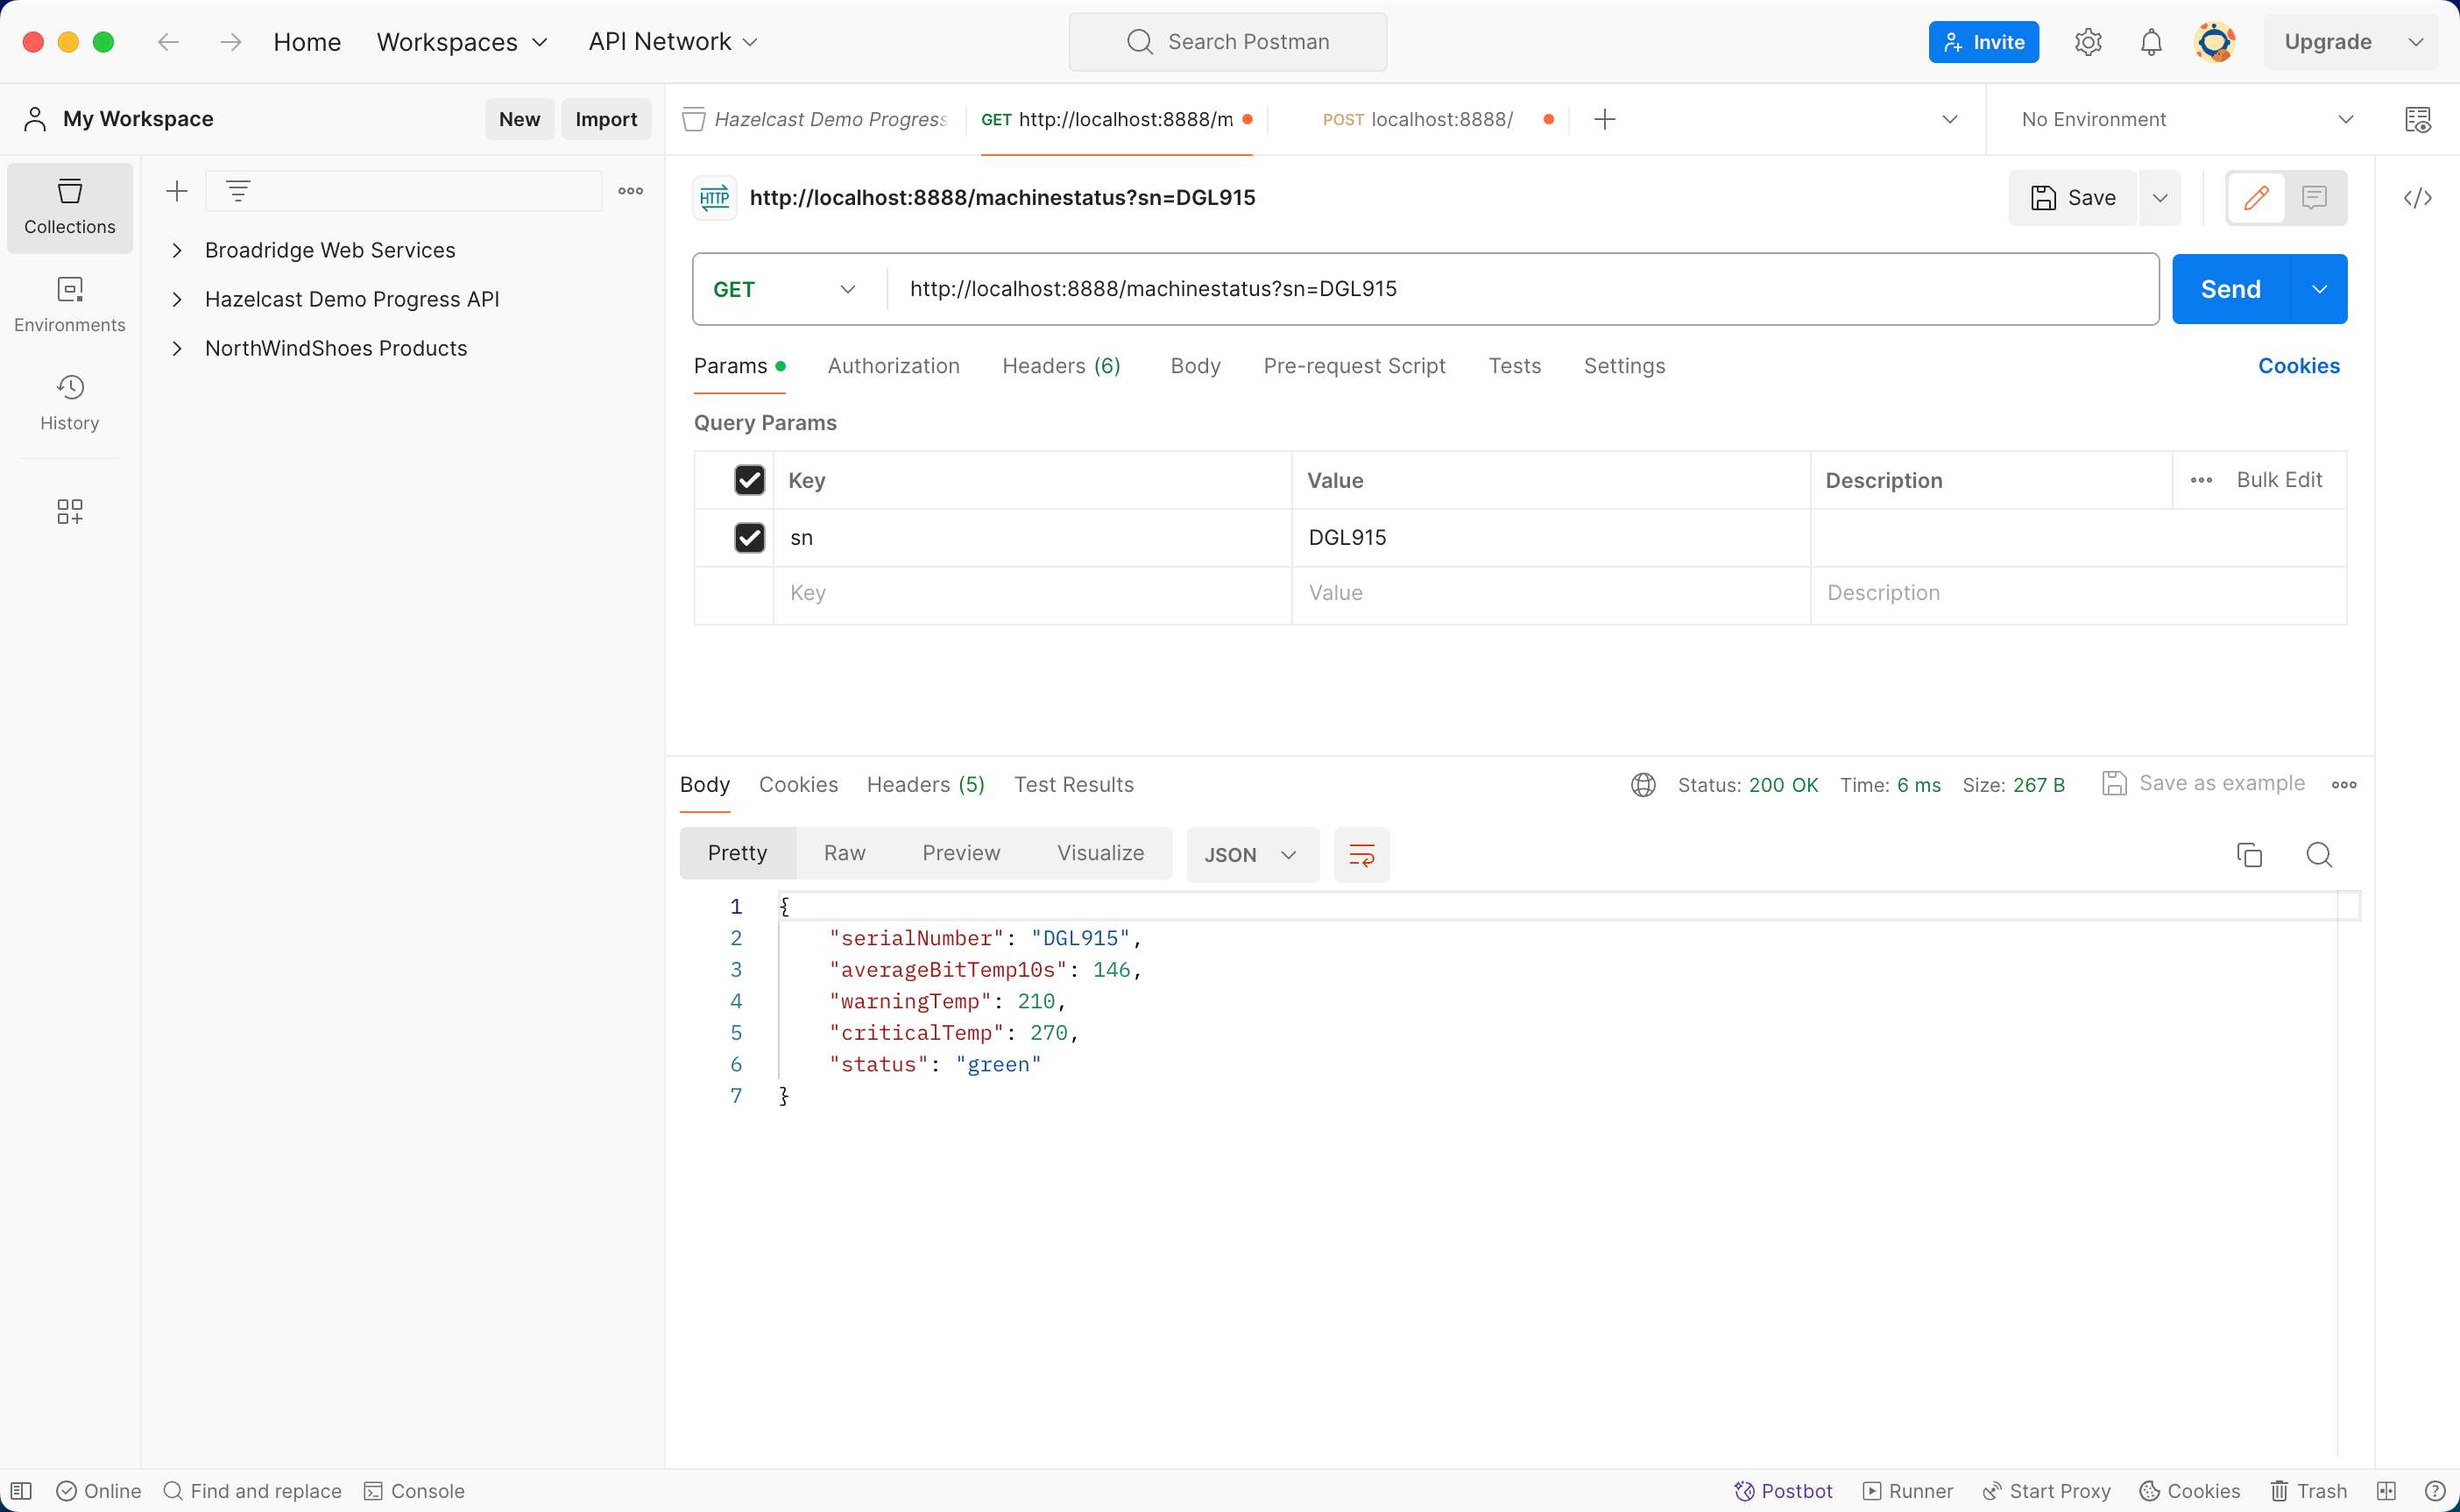 Home Workspaces API Network Search Postman Invite Upgrade
My Workspace New Import Hazelcast Demo Progress GET http://localhost:8888/m POST localhost:8888/ No Environment
Collections
Environments
History
Broadridge Web Services
Hazelcast Demo Progress API
NorthWindShoes Products
HTTP http://localhost:8888/machinestatus?sn=DGL915 Save
GET http://localhost:8888/machinestatus?sn=DGL915 Send
Params Authorization Headers (6) Body Pre-request Script Tests Settings Cookies
Query Params
Key Value Description Bulk Edit
sn DGL915
Key Value Description
Body Cookies Headers (5) Test Results Status: 200 OK Time: 6 ms Size: 267 B Save as example
Pretty Raw Preview Visualize JSON
1 {
2 "serialNumber": "DGL915",
3 "averageBitTemp10s": 146,
4 "warningTemp": 210,
5 "criticalTemp": 270,
6 "status": "green"
7 }
Online Find and replace Console Postbot Runner Start Proxy Cookies Trash